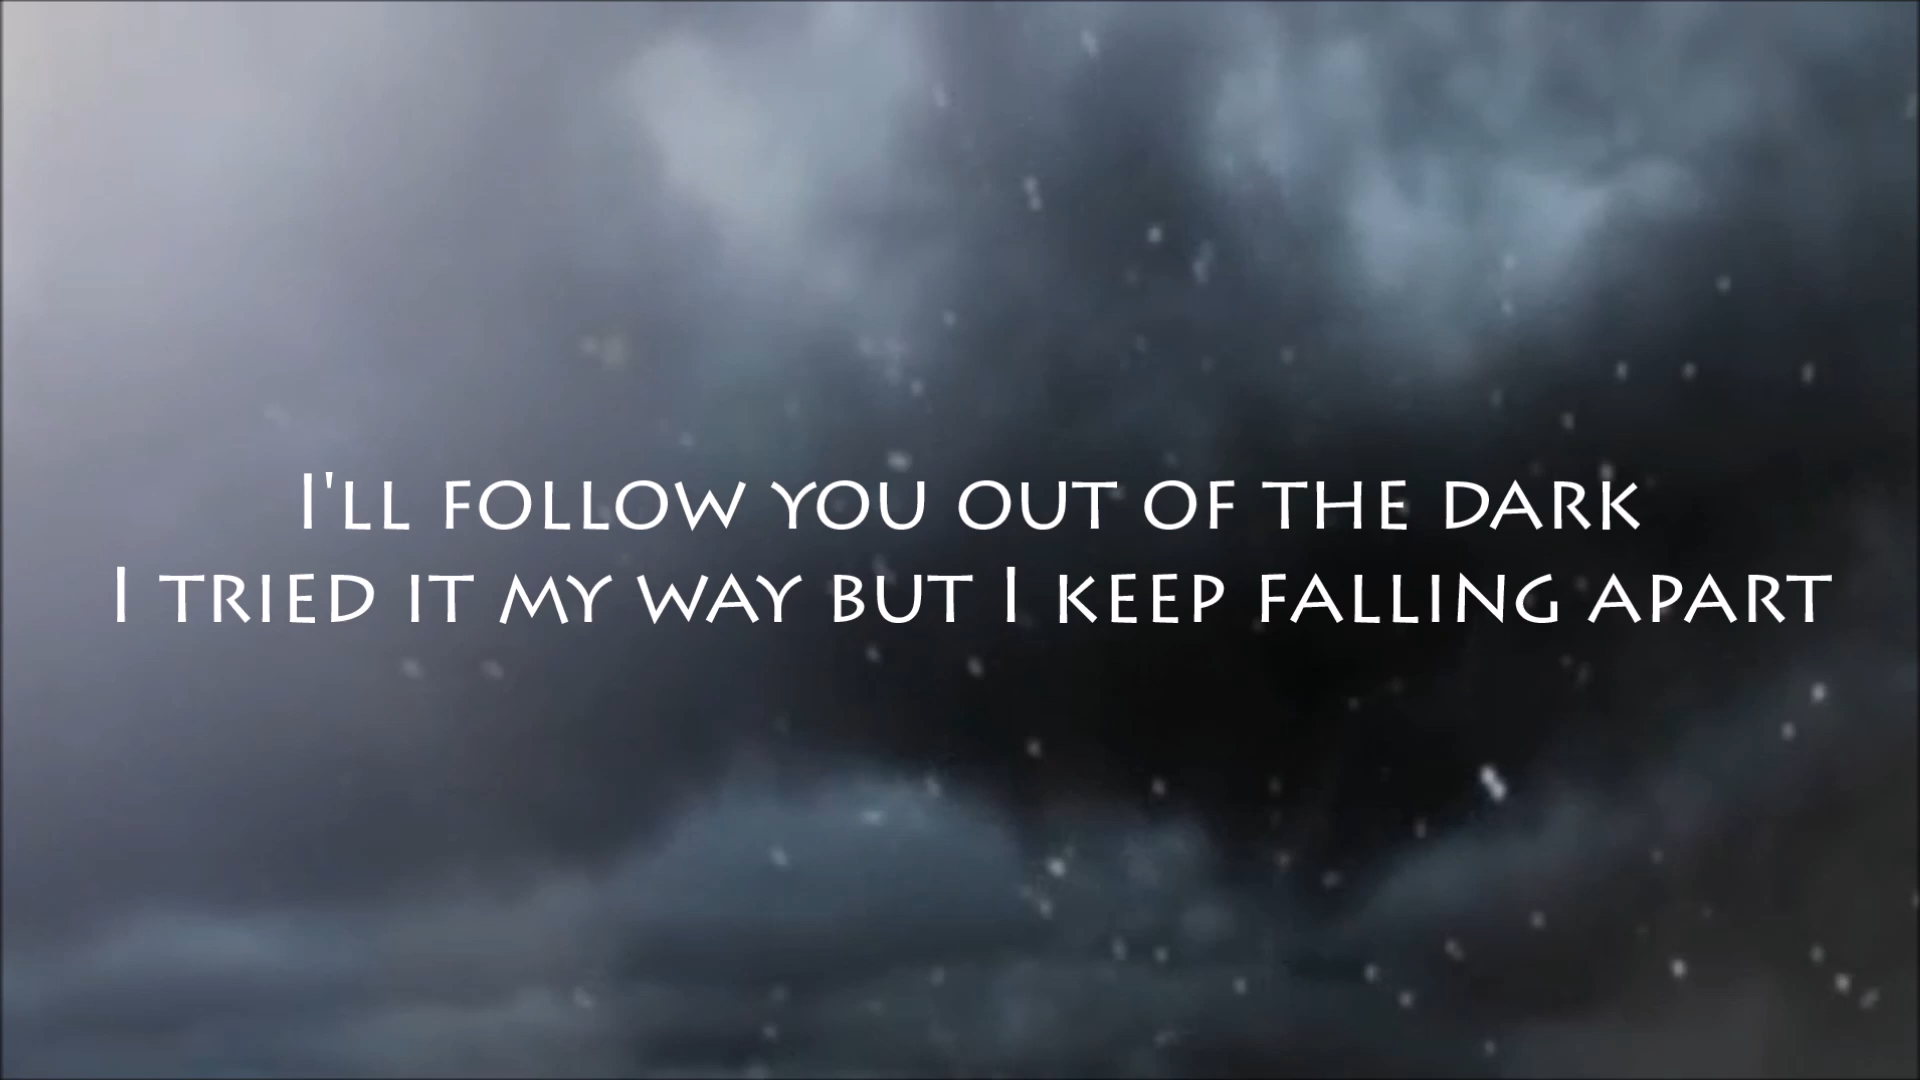 I'LL FOLLOW YOU OUT OF THE DARK
I TRIED IT MY WAY BUT I KEEP FALLING APART